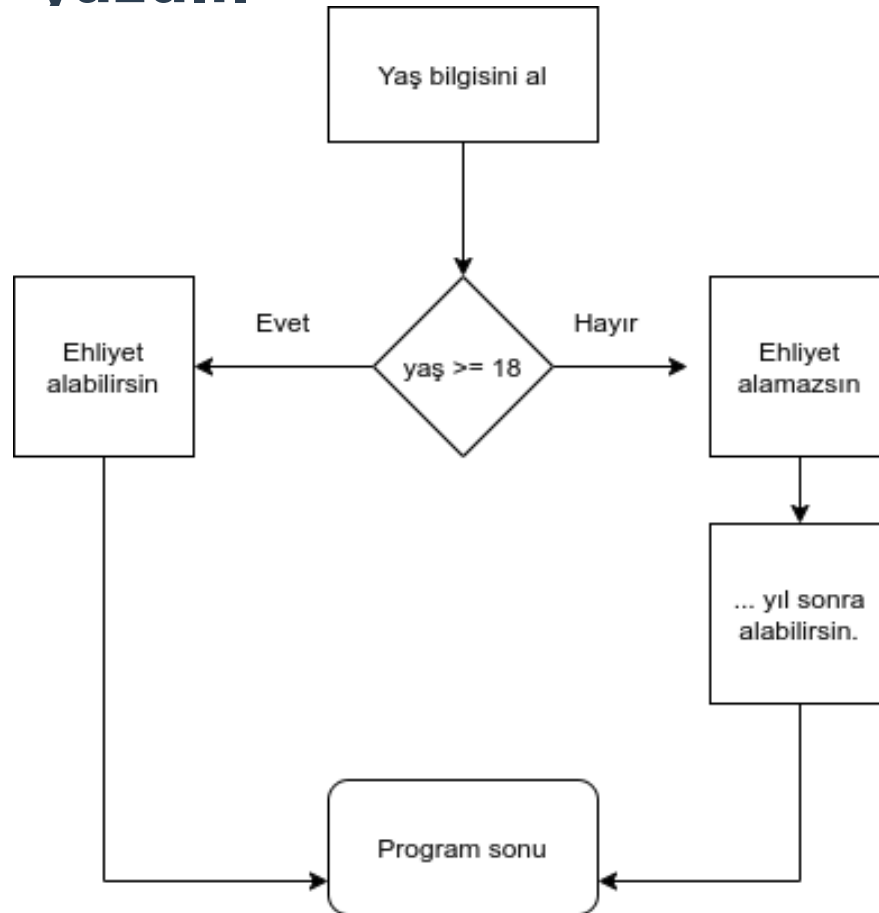 Yaş bilgisini al
Evet
Hayır
yaş >= 18
Ehliyet
alabilirsin
Ehliyet
alamazsın
... yıl sonra
alabilirsin.
Program sonu